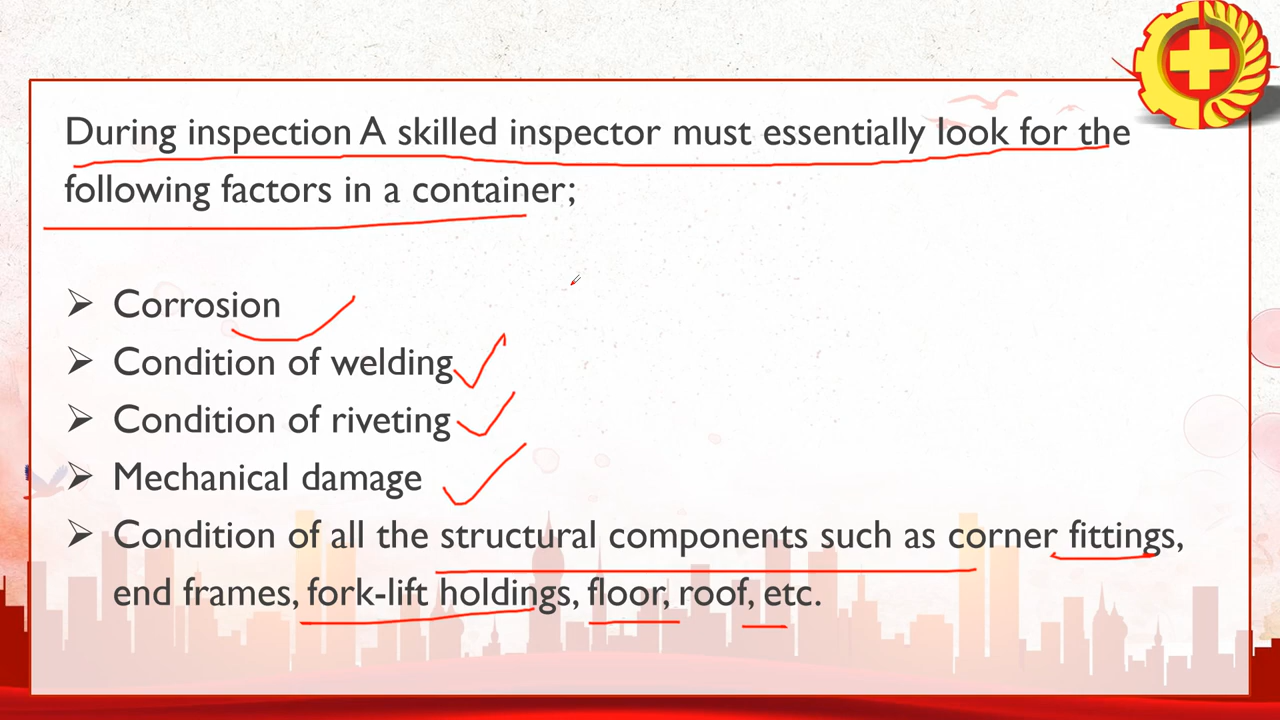 During inspection A skilled inspector must essentially look for the
following factors in a container;
➢ Corrosion
➢ Condition of welding
➢ Condition of riveting
➢ Mechanical damage
➢ Condition of all the structural components such as corner fittings,
end frames, fork-lift holdings, floor, roof, etc.